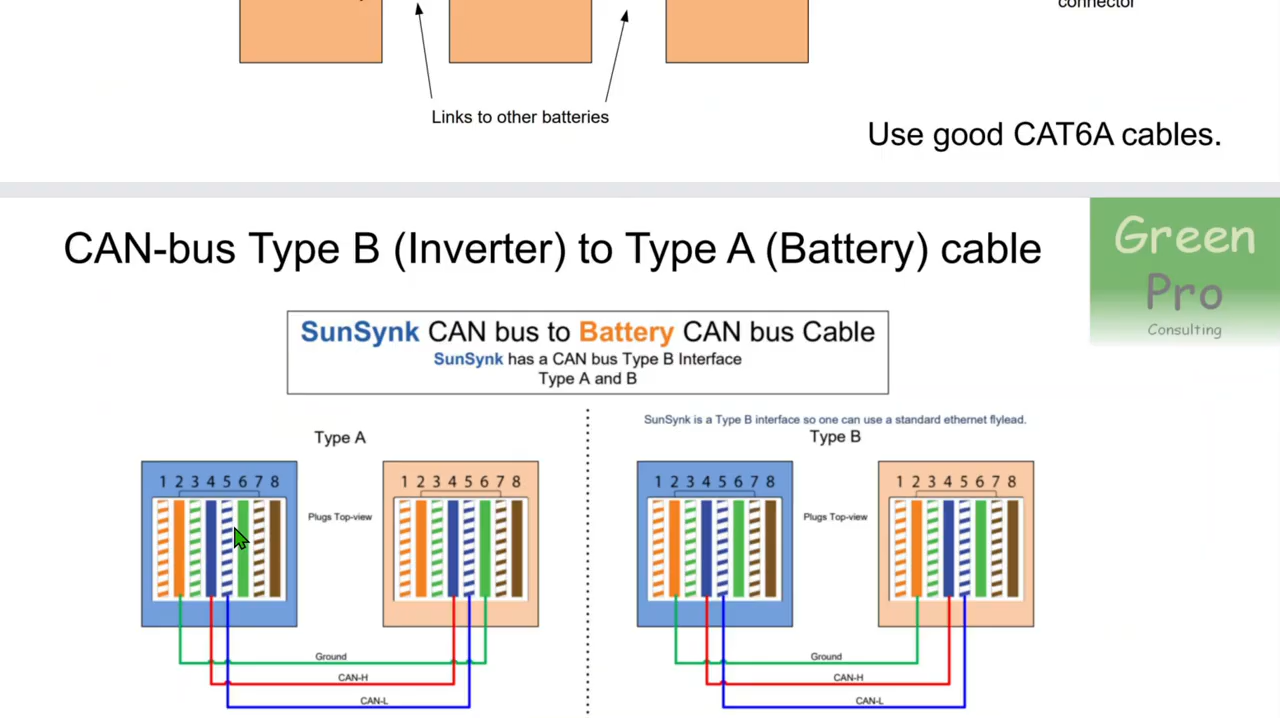 connector
Links to other batteries
Use good CAT6A cables.
CAN-bus Type B (Inverter) to Type A (Battery) cable
Green
Pro
Consulting
SunSynk CAN bus to Battery CAN bus Cable
SunSynk has a CAN bus Type B Interface
Type A and B
SunSynk is a Type B interface so one can use a standard ethernet flylead.
Type A
Type B
1 2 3 4 5 6 7 8
1 2 3 4 5 6 7 8
1 2 3 4 5 6 7 8
1 2 3 4 5 6 7 8
Plugs Top-view
Plugs Top-view
Ground
Ground
CAN-H
CAN-H
CAN-L
CAN-L